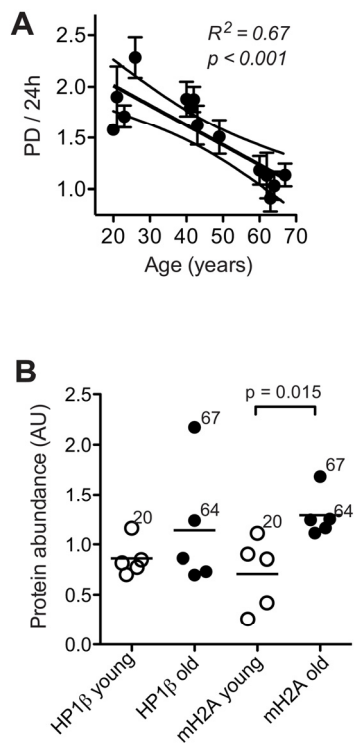 A
R² = 0.67
p < 0.001
PD / 24h
2.5
2.0
1.5
1.0
20 30 40 50 60 70
Age (years)
B
Protein abundance (AU)
2.5
2.0
1.5
1.0
0.5
0.0
p = 0.015
67
67
20
64
20
64
HP1β young
HP1β old
mH2A young
mH2A old